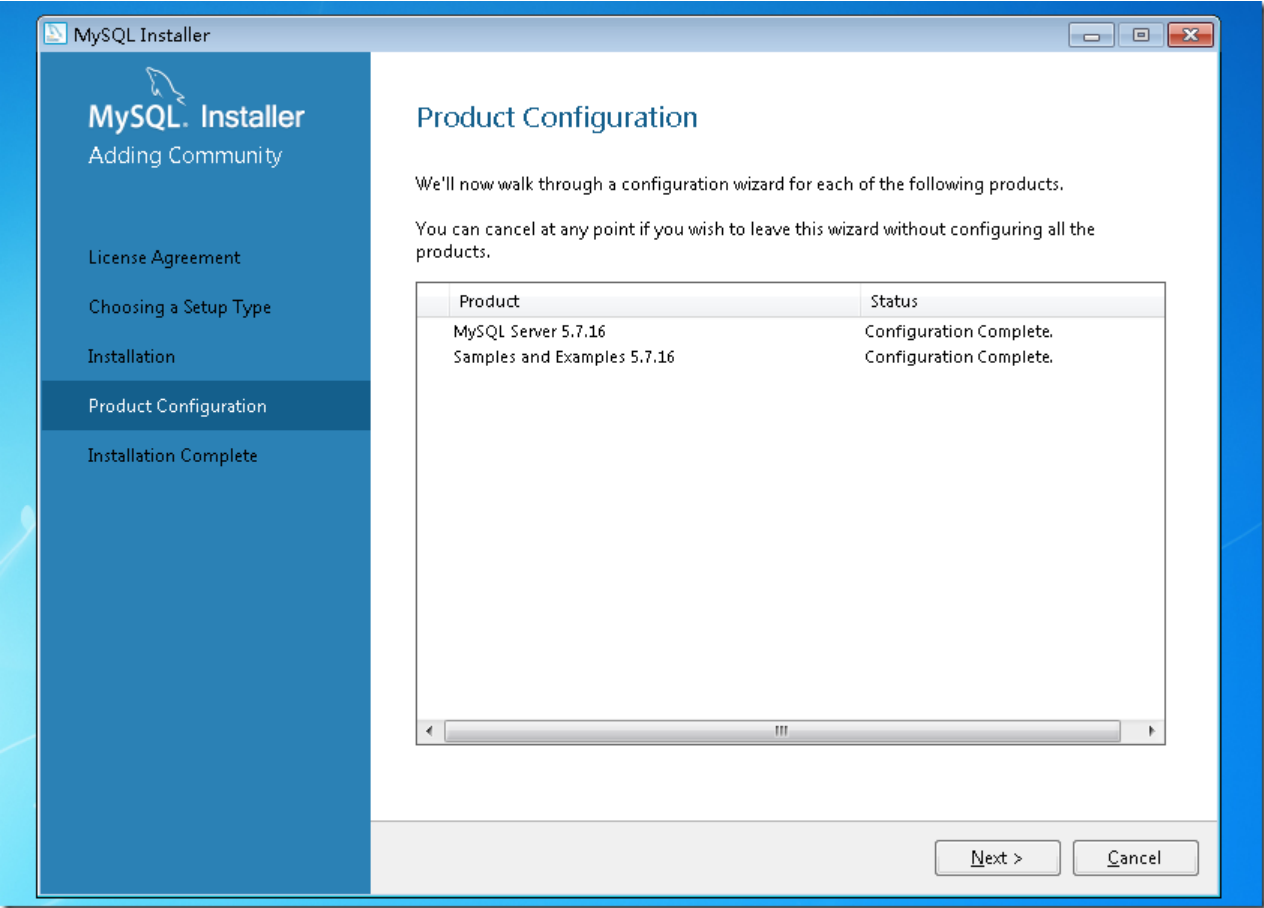 MySQL Installer
MySQL. Installer
Adding Community
License Agreement
Choosing a Setup Type
Installation
Product Configuration
Installation Complete
Product Configuration
We'll now walk through a configuration wizard for each of the following products.
You can cancel at any point if you wish to leave this wizard without configuring all the
products.
Product Status
MySQL Server 5.7.16 Configuration Complete.
Samples and Examples 5.7.16 Configuration Complete.
Next > Cancel